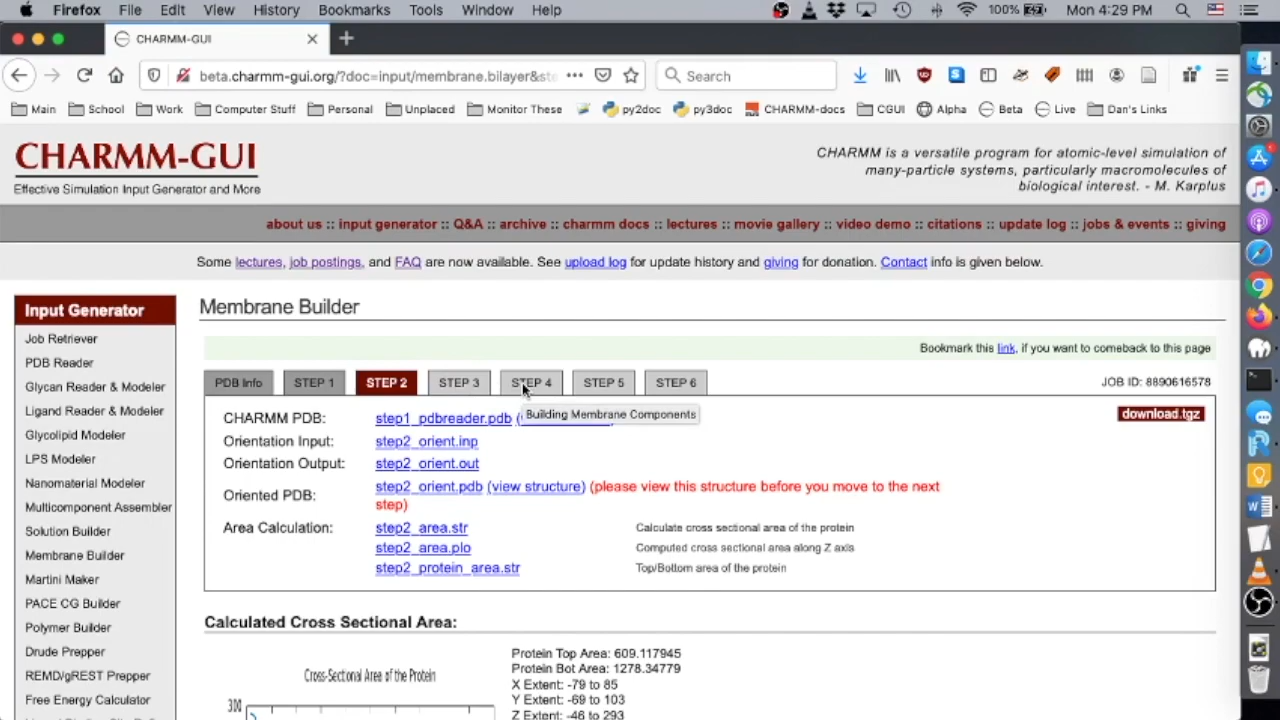 Firefox File Edit View History Bookmarks Tools Window Help 100% Mon 4:29 PM
CHARMM-GUI
beta.charmm-gui.org/?doc=input/membrane.bilayer&ste
Search
Main School Work Computer Stuff Personal Unplaced Monitor These py2doc py3doc CHARMM-docs CGUI Alpha Beta Live Dan's Links
CHARMM-GUI
Effective Simulation Input Generator and More
CHARMM is a versatile program for atomic-level simulation of
many-particle systems, particularly macromolecules of
biological interest. - M. Karplus
about us :: input generator :: Q&A :: archive :: charmm docs :: lectures :: movie gallery :: video demo :: citations :: update log :: jobs & events :: giving
Some lectures, job postings, and FAQ are now available. See upload log for update history and giving for donation. Contact info is given below.
Input Generator
Job Retriever
PDB Reader
Glycan Reader & Modeler
Ligand Reader & Modeler
Glycolipid Modeler
LPS Modeler
Nanomaterial Modeler
Multicomponent Assembler
Solution Builder
Membrane Builder
Martini Maker
PACE CG Builder
Polymer Builder
Drude Prepper
REMD/gREST Prepper
Free Energy Calculator
Membrane Builder
Bookmark this link, if you want to comeback to this page
PDB Info STEP 1 STEP 2 STEP 3 STEP 4 STEP 5 STEP 6 JOB ID: 8890616578
Building Membrane Components
download.tgz
CHARMM PDB: step1_pdbreader.pdb
Orientation Input: step2_orient.inp
Orientation Output: step2_orient.out
Oriented PDB: step2_orient.pdb (view structure) (please view this structure before you move to the next
step)
Area Calculation: step2_area.str Calculate cross sectional area of the protein
step2_area.plo Computed cross sectional area along Z axis
step2_protein_area.str Top/Bottom area of the protein
Calculated Cross Sectional Area:
Cross-Sectional Area of the Protein
300
Protein Top Area: 609.117945
Protein Bot Area: 1278.34779
X Extent: -79 to 85
Y Extent: -69 to 103
Z Extent: -46 to 293